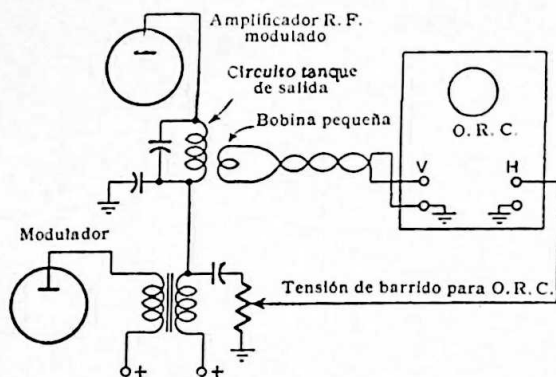 Amplificador R. F.
modulado
Circuito tanque
de salida
Bobina pequeña
O. R. C.
V
H
Modulador
Tensión de barrido para O. R. C.
+
+